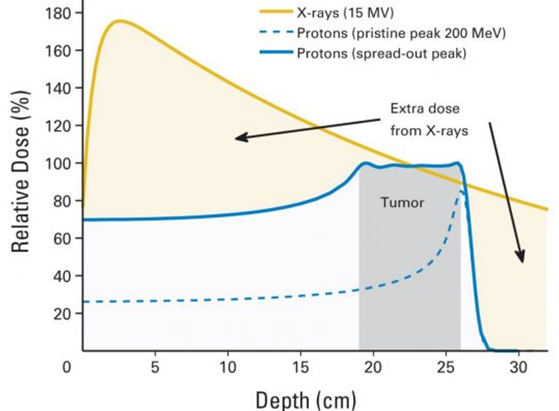 180
160
140
120
100
80
60
40
20
0
Relative Dose (%)
X-rays (15 MV)
Protons (pristine peak 200 MeV)
Protons (spread-out peak)
Extra dose
from X-rays
Tumor
5 10 15 20 25 30
Depth (cm)